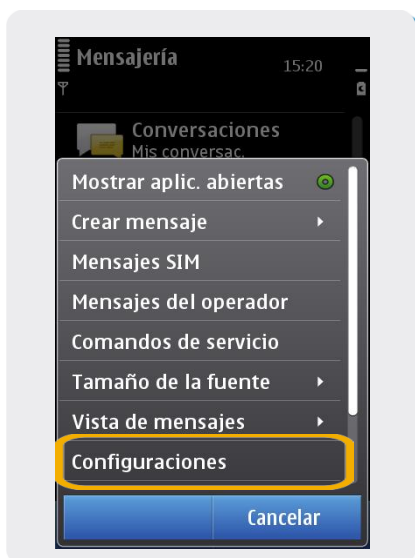 Mensajería
15:20
Conversaciones
Mis conversac.
Mostrar aplic. abiertas
Crear mensaje
Mensajes SIM
Mensajes del operador
Comandos de servicio
Tamaño de la fuente
Vista de mensajes
Configuraciones
Cancelar